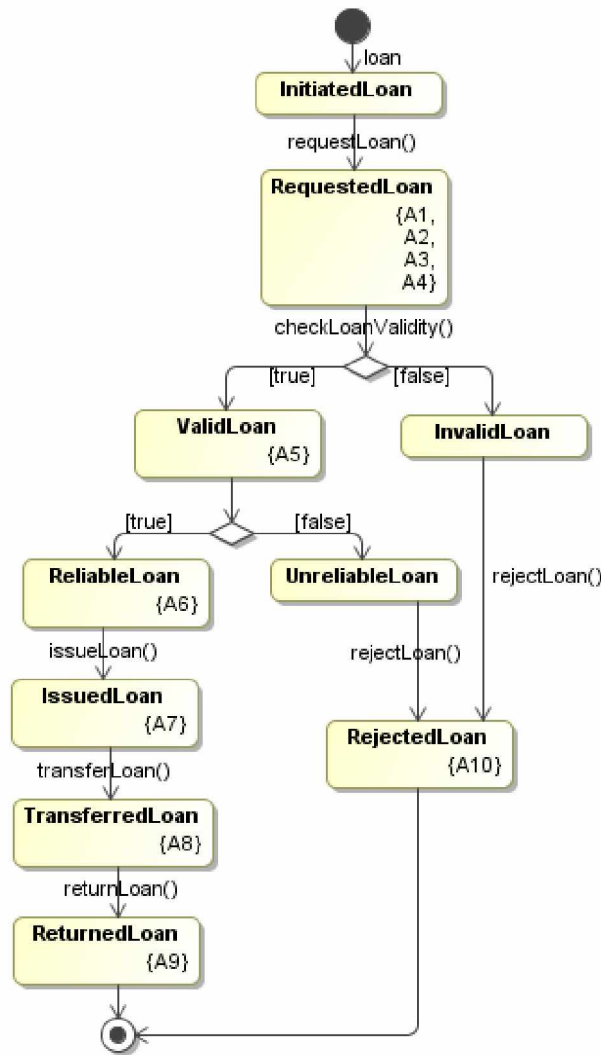 loan
InitiatedLoan
requestLoan()
RequestedLoan
{A1,
A2,
A3,
A4}
checkLoanValidity()
[true]
[false]
ValidLoan
{A5}
InvalidLoan
[true]
[false]
ReliableLoan
{A6}
UnreliableLoan
rejectLoan()
issueLoan()
rejectLoan()
IssuedLoan
{A7}
RejectedLoan
{A10}
transferLoan()
TransferredLoan
{A8}
returnLoan()
ReturnedLoan
{A9}